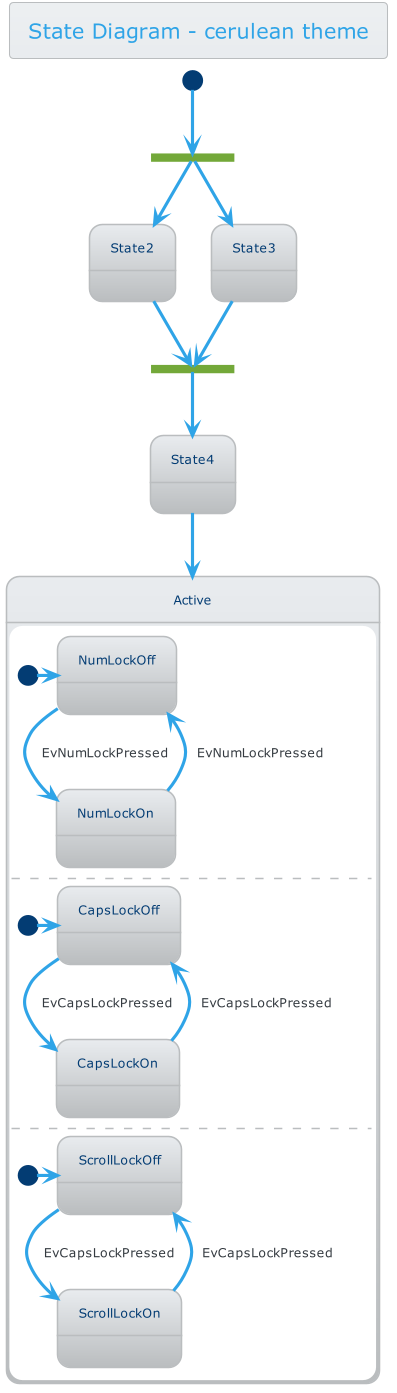 State Diagram - cerulean theme
State2
State3
State4
Active
NumLockOff
EvNumLockPressed
EvNumLockPressed
NumLockOn
CapsLockOff
EvCapsLockPressed
EvCapsLockPressed
CapsLockOn
ScrollLockOff
EvCapsLockPressed
EvCapsLockPressed
ScrollLockOn